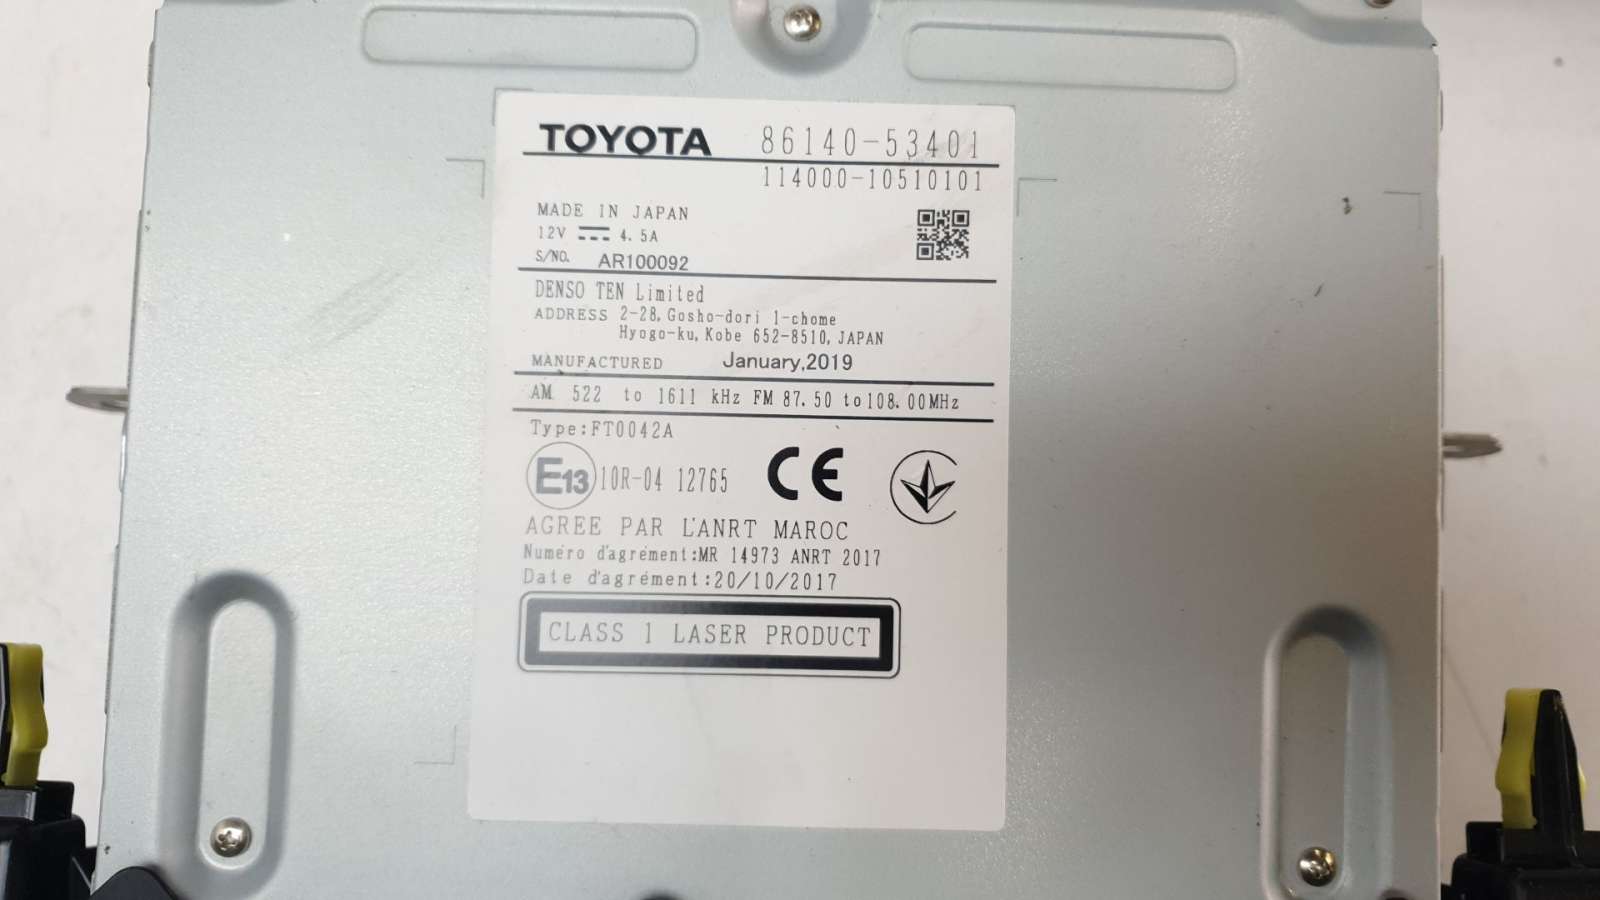 TOYOTA 86140-53401
114000-10510101
MADE IN JAPAN
12V 4.5A
S/NO. AR100092
DENSO TEN Limited
ADDRESS 2-28, Gosho-dori 1-chome
Hyogo-ku, Kobe 652-8510, JAPAN
MANUFACTURED January,2019
AM 522 to 1611 kHz FM 87.50 to 108.00MHz
Type:FT0042A
E13 10R-04 12765 CE
AGREE PAR L'ANRT MAROC
Numéro d'agrément:MR 14973 ANRT 2017
Date d'agrément:20/10/2017
CLASS 1 LASER PRODUCT